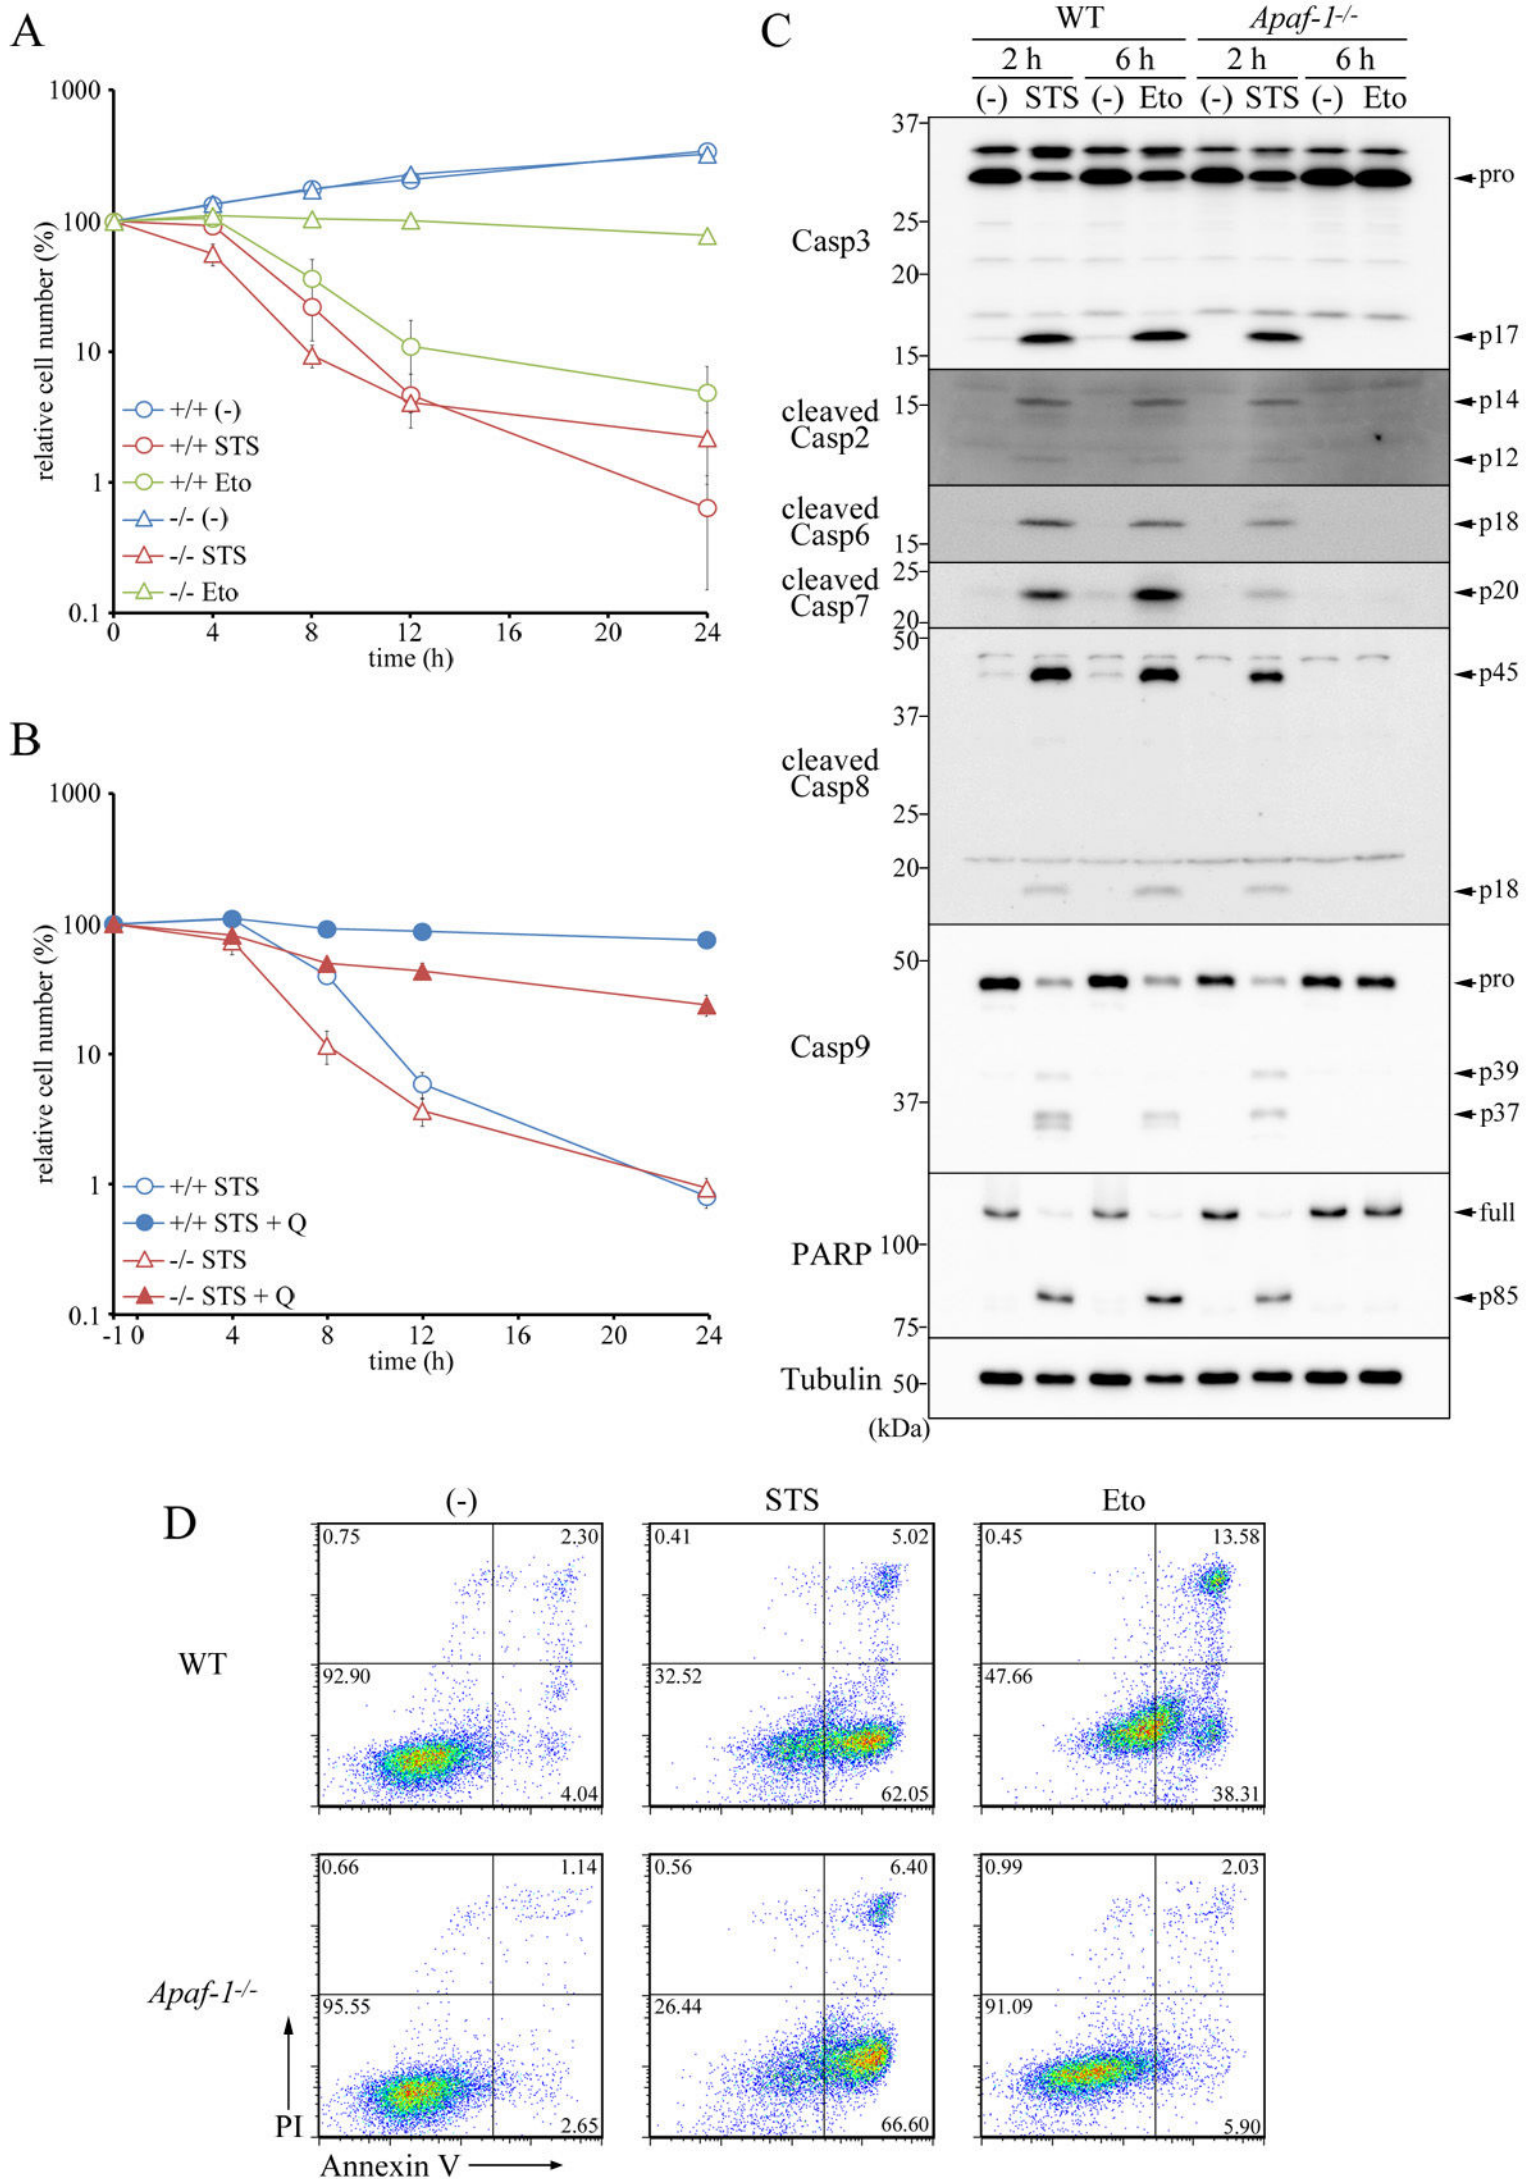 A
1000
100
10
1
0.1
relative cell number (%)
+/+ (-)
+/+ STS
+/+ Eto
-/- (-)
-/- STS
-/- Eto
0 4 8 12 16 20 24
time (h)
B
1000
100
10
1
0.1
relative cell number (%)
+/+ STS
+/+ STS + Q
-/- STS
-/- STS + Q
-1 0 4 8 12 16 20 24
time (h)
C
WT Apaf-1-/-
2 h 6 h 2 h 6 h
(-) STS (-) Eto (-) STS (-) Eto
37
pro
25
Casp3
20
p17
15
cleaved
Casp2
15
p14
p12
cleaved
Casp6
p18
15
cleaved
Casp7
25
p20
20
50
p45
37
cleaved
Casp8
25
20
p18
50
pro
Casp9
p39
37
p37
full
PARP
100
p85
75
Tubulin 50
(kDa)
D
(-) STS Eto
WT
0.75 2.30
92.90 4.04
0.41 5.02
32.52 62.05
0.45 13.58
47.66 38.31
Apaf-1-/-
0.66 1.14
95.55 2.65
0.56 6.40
26.44 66.60
0.99 2.03
91.09 5.90
PI
Annexin V